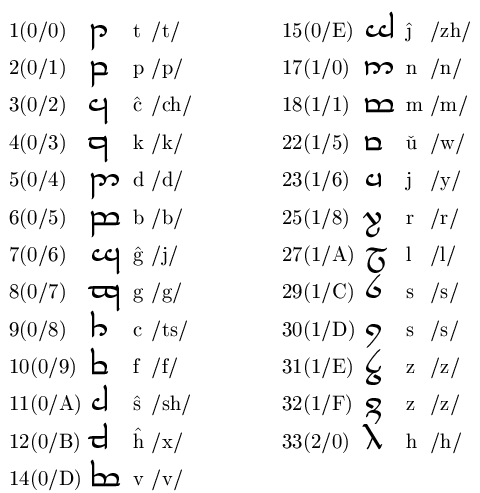 1(0/0) t /t/
2(0/1) p /p/
3(0/2) ĉ /ch/
4(0/3) k /k/
5(0/4) d /d/
6(0/5) b /b/
7(0/6) ĝ /j/
8(0/7) g /g/
9(0/8) c /ts/
10(0/9) f /f/
11(0/A) ŝ /sh/
12(0/B) ĥ /x/
14(0/D) v /v/
15(0/E) ĵ /zh/
17(1/0) n /n/
18(1/1) m /m/
22(1/5) ŭ /w/
23(1/6) j /y/
25(1/8) r /r/
27(1/A) l /l/
29(1/C) s /s/
30(1/D) s /s/
31(1/E) z /z/
32(1/F) z /z/
33(2/0) h /h/